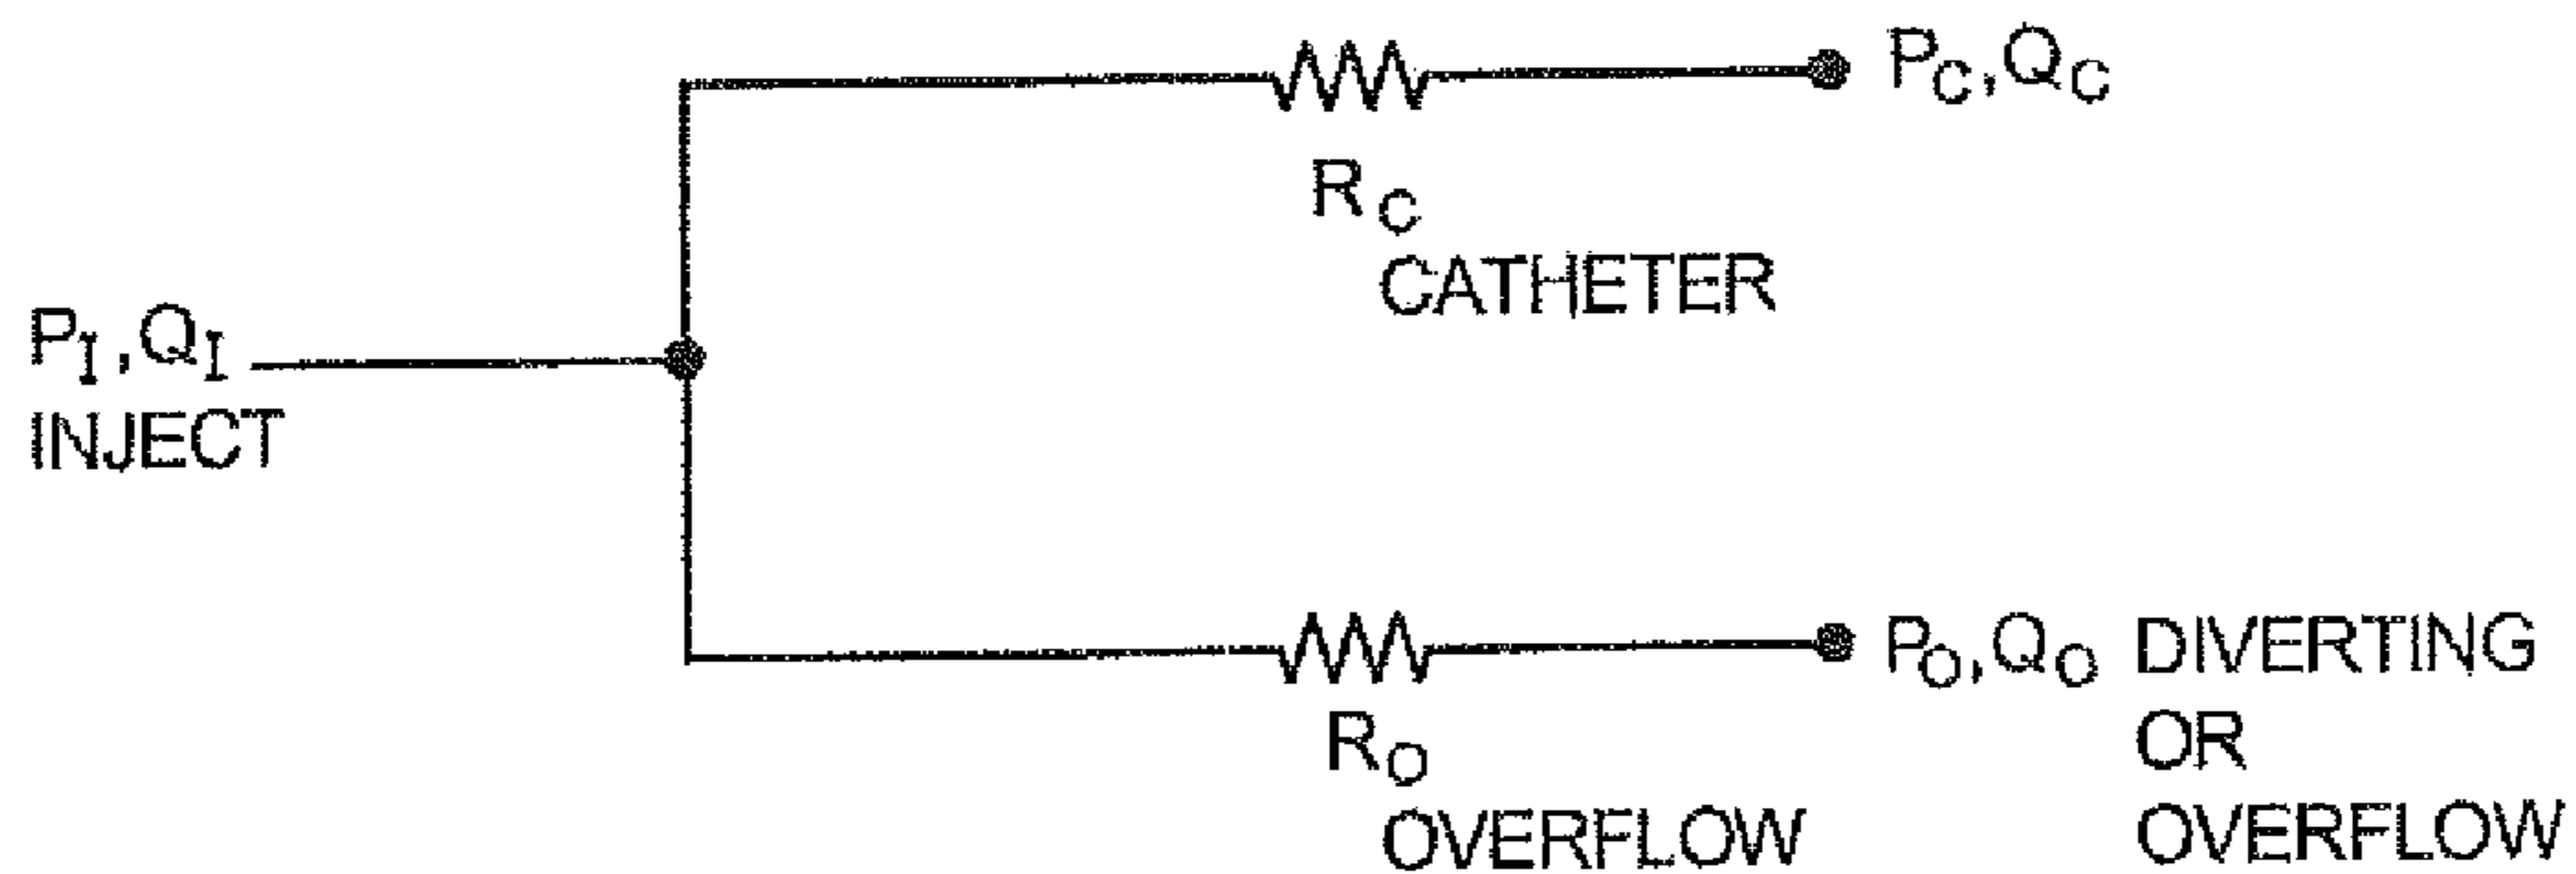 P_C,Q_C
R_C
CATHETER
P_I,Q_I
INJECT
P_O,Q_O DIVERTING
OR
OVERFLOW
R_O
OVERFLOW